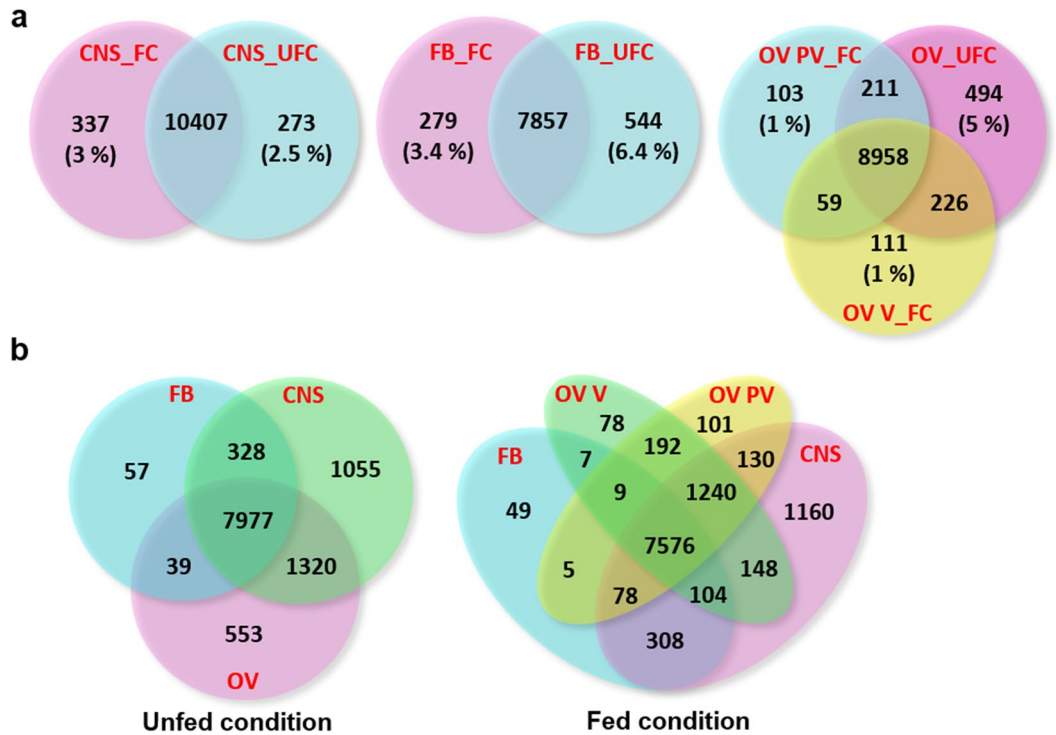 a
CNS_FC
CNS_UFC
337
(3 %)
10407
273
(2.5 %)
FB_FC
FB_UFC
279
(3.4 %)
7857
544
(6.4 %)
OV PV_FC
OV_UFC
103
(1 %)
211
494
(5 %)
8958
59
226
111
(1 %)
OV V_FC
b
FB
CNS
57
328
1055
7977
39
1320
553
OV
Unfed condition
OV V
OV PV
FB
CNS
78
101
192
7
130
9
1240
49
1160
7576
5
148
78
104
308
Fed condition